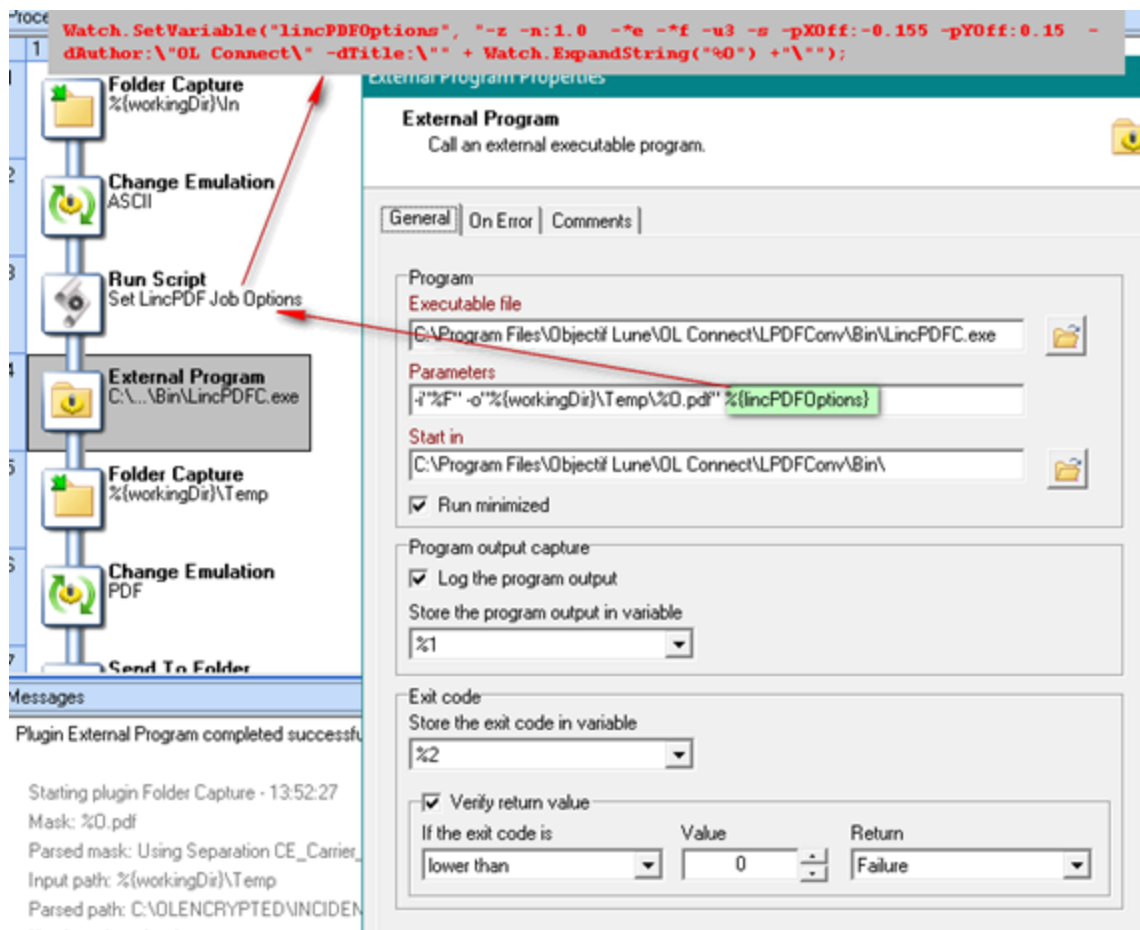 Proce
Watch.SetVariable("lincPDFOptions", "-z -n:1.0  -*e -*f -u3 -s -pXOff:-0.155 -pYOff:0.15  -
dAuthor:\"OL Connect\" -dTitle:\"" + Watch.ExpandString("%O") +"\"");
1
Folder Capture
%{workingDir}\In
2
Change Emulation
ASCII
3
Run Script
Set LincPDF Job Options
4
External Program
C:\...\Bin\LincPDFC.exe
5
Folder Capture
%{workingDir}\Temp
Change Emulation
PDF
Send To Folder
Messages
Plugin External Program completed successfu
Starting plugin Folder Capture - 13:52:27
Mask: %O.pdf
Parsed mask: Using Separation CE_Carrier_
Input path: %{workingDir}\Temp
Parsed path: C:\OLENCRYPTED\INCIDEN
External Program Properties
External Program
Call an external executable program.
General
On Error
Comments
Program
Executable file
C:\Program Files\Objectif Lune\OL Connect\LPDFConv\Bin\LincPDFC.exe
Parameters
-i"%F" -o"%{workingDir}\Temp\%O.pdf" %{lincPDFOptions}
Start in
C:\Program Files\Objectif Lune\OL Connect\LPDFConv\Bin\
Run minimized
Program output capture
Log the program output
Store the program output in variable
%1
Exit code
Store the exit code in variable
%2
Verify return value
If the exit code is
Value
Return
lower than
0
Failure